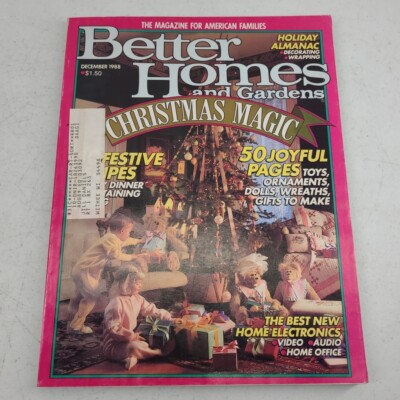 THE MAGAZINE FOR AMERICAN FAMILIES
Better
Homes
and Gardens
DECEMBER 1988
$1.50
HOLIDAY
ALMANAC
DECORATING
WRAPPING
CHRISTMAS MAGIC
FESTIVE
DINNER
50 JOYFUL
PAGES TOYS,
ORNAMENTS,
DOLLS, WREATHS,
GIFTS TO MAKE
THE BEST NEW
HOME ELECTRONICS
VIDEO • AUDIO
• HOME OFFICE